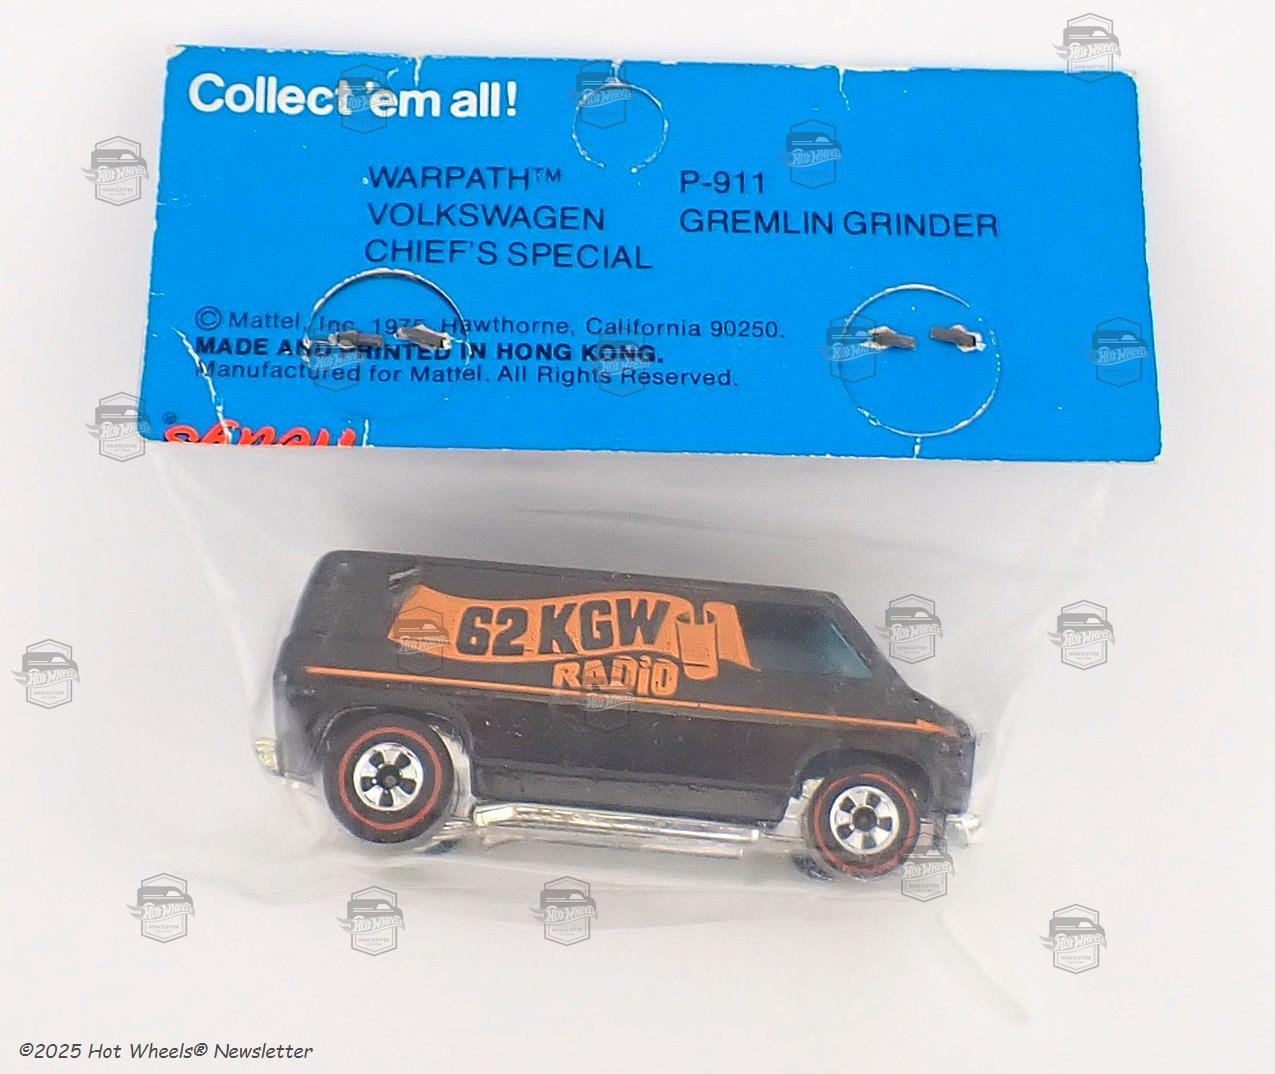 Collect 'em all!
WARPATH™ P-911
VOLKSWAGEN GREMLIN GRINDER
CHIEF'S SPECIAL
© Mattel, Inc. 1975, Hawthorne, California 90250.
MADE AND PRINTED IN HONG KONG.
Manufactured for Mattel. All Rights Reserved.
62 KGW
RADiO
©2025 Hot Wheels® Newsletter